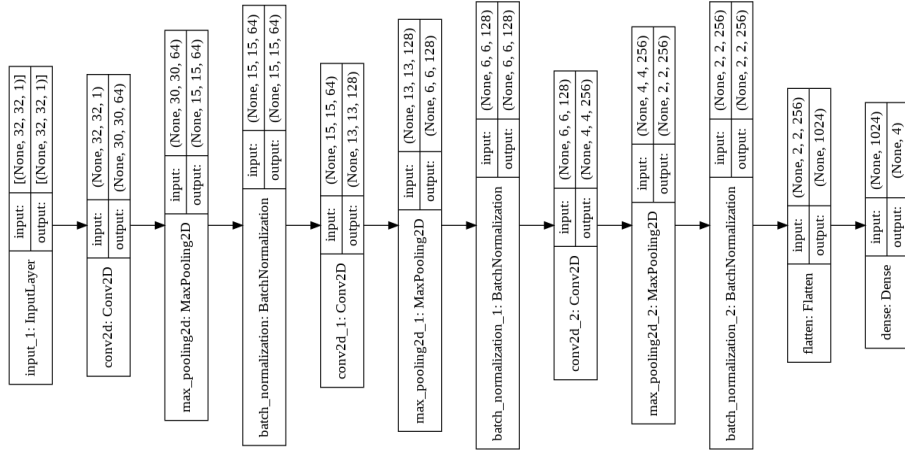 input_1: InputLayer
input: [(None, 32, 32, 1)]
output: [(None, 32, 32, 1)]
conv2d: Conv2D
input: (None, 32, 32, 1)
output: (None, 30, 30, 64)
max_pooling2d: MaxPooling2D
input: (None, 30, 30, 64)
output: (None, 15, 15, 64)
batch_normalization: BatchNormalization
input: (None, 15, 15, 64)
output: (None, 15, 15, 64)
conv2d_1: Conv2D
input: (None, 15, 15, 64)
output: (None, 13, 13, 128)
max_pooling2d_1: MaxPooling2D
input: (None, 13, 13, 128)
output: (None, 6, 6, 128)
batch_normalization_1: BatchNormalization
input: (None, 6, 6, 128)
output: (None, 6, 6, 128)
conv2d_2: Conv2D
input: (None, 6, 6, 128)
output: (None, 4, 4, 256)
max_pooling2d_2: MaxPooling2D
input: (None, 4, 4, 256)
output: (None, 2, 2, 256)
batch_normalization_2: BatchNormalization
input: (None, 2, 2, 256)
output: (None, 2, 2, 256)
flatten: Flatten
input: (None, 2, 2, 256)
output: (None, 1024)
dense: Dense
input: (None, 1024)
output: (None, 4)